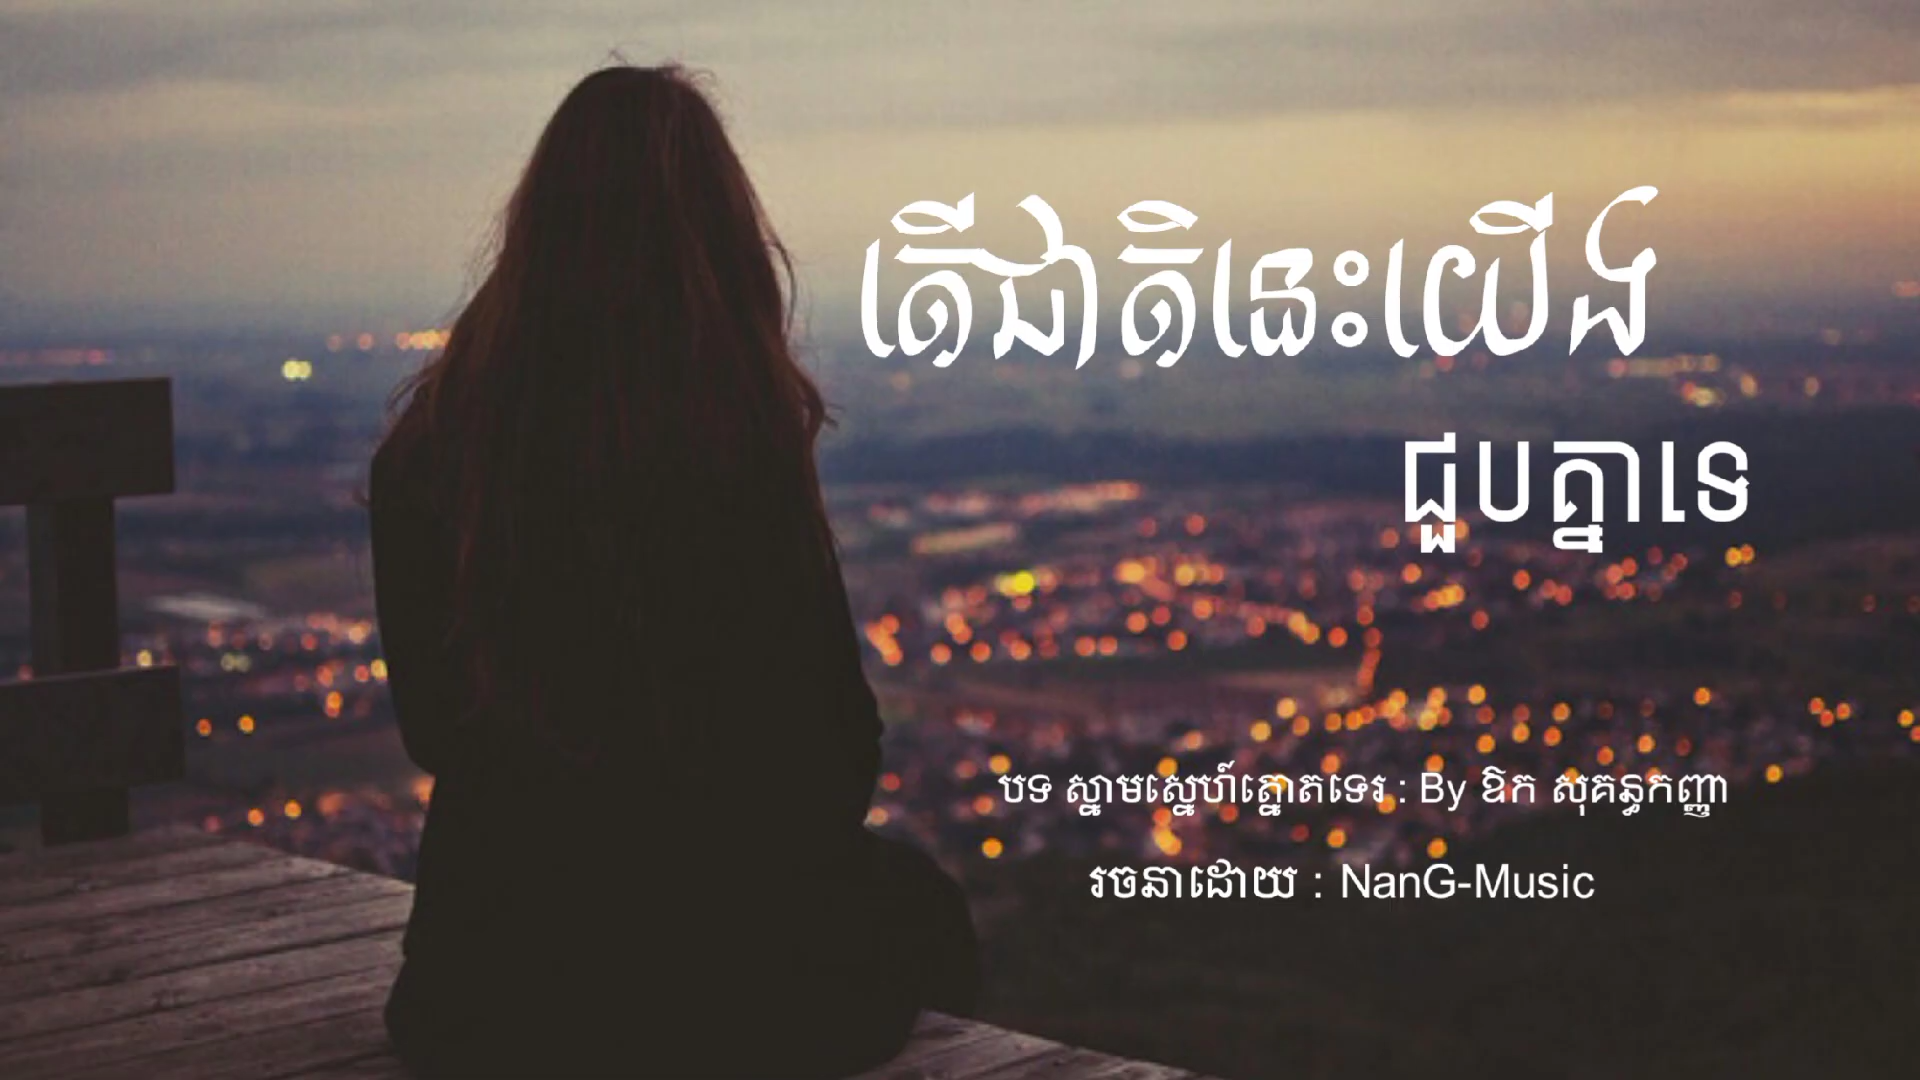 តើជាតិនេះយើង
ជួបគ្នាទេ
បទ ស្នាមស្នេហ៍ត្នោតទេរ : By ឱក សុគន្ធកញ្ញា
រចនាដោយ : NanG-Music